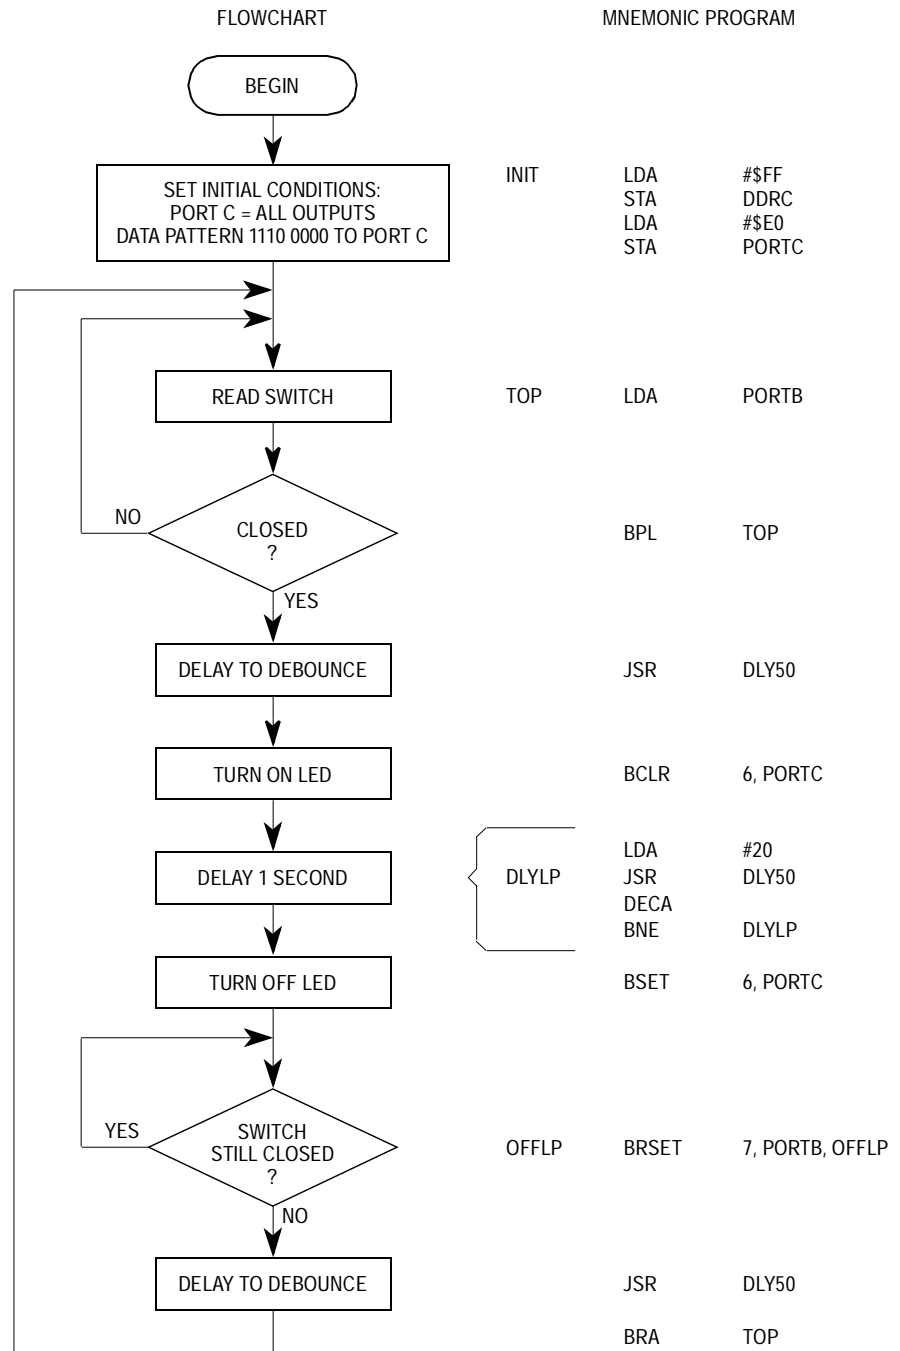 FLOWCHART MNEMONIC PROGRAM
BEGIN
SET INITIAL CONDITIONS:
PORT C = ALL OUTPUTS
DATA PATTERN 1110 0000 TO PORT C
INIT LDA #$FF
STA DDRC
LDA #$E0
STA PORTC
READ SWITCH
TOP LDA PORTB
NO
CLOSED
?
YES
BPL TOP
DELAY TO DEBOUNCE
JSR DLY50
TURN ON LED
BCLR 6, PORTC
DELAY 1 SECOND
LDA #20
DLYLP JSR DLY50
DECA
BNE DLYLP
TURN OFF LED
BSET 6, PORTC
YES
SWITCH
STILL CLOSED
?
NO
OFFLP BRSET 7, PORTB, OFFLP
DELAY TO DEBOUNCE
JSR DLY50
BRA TOP